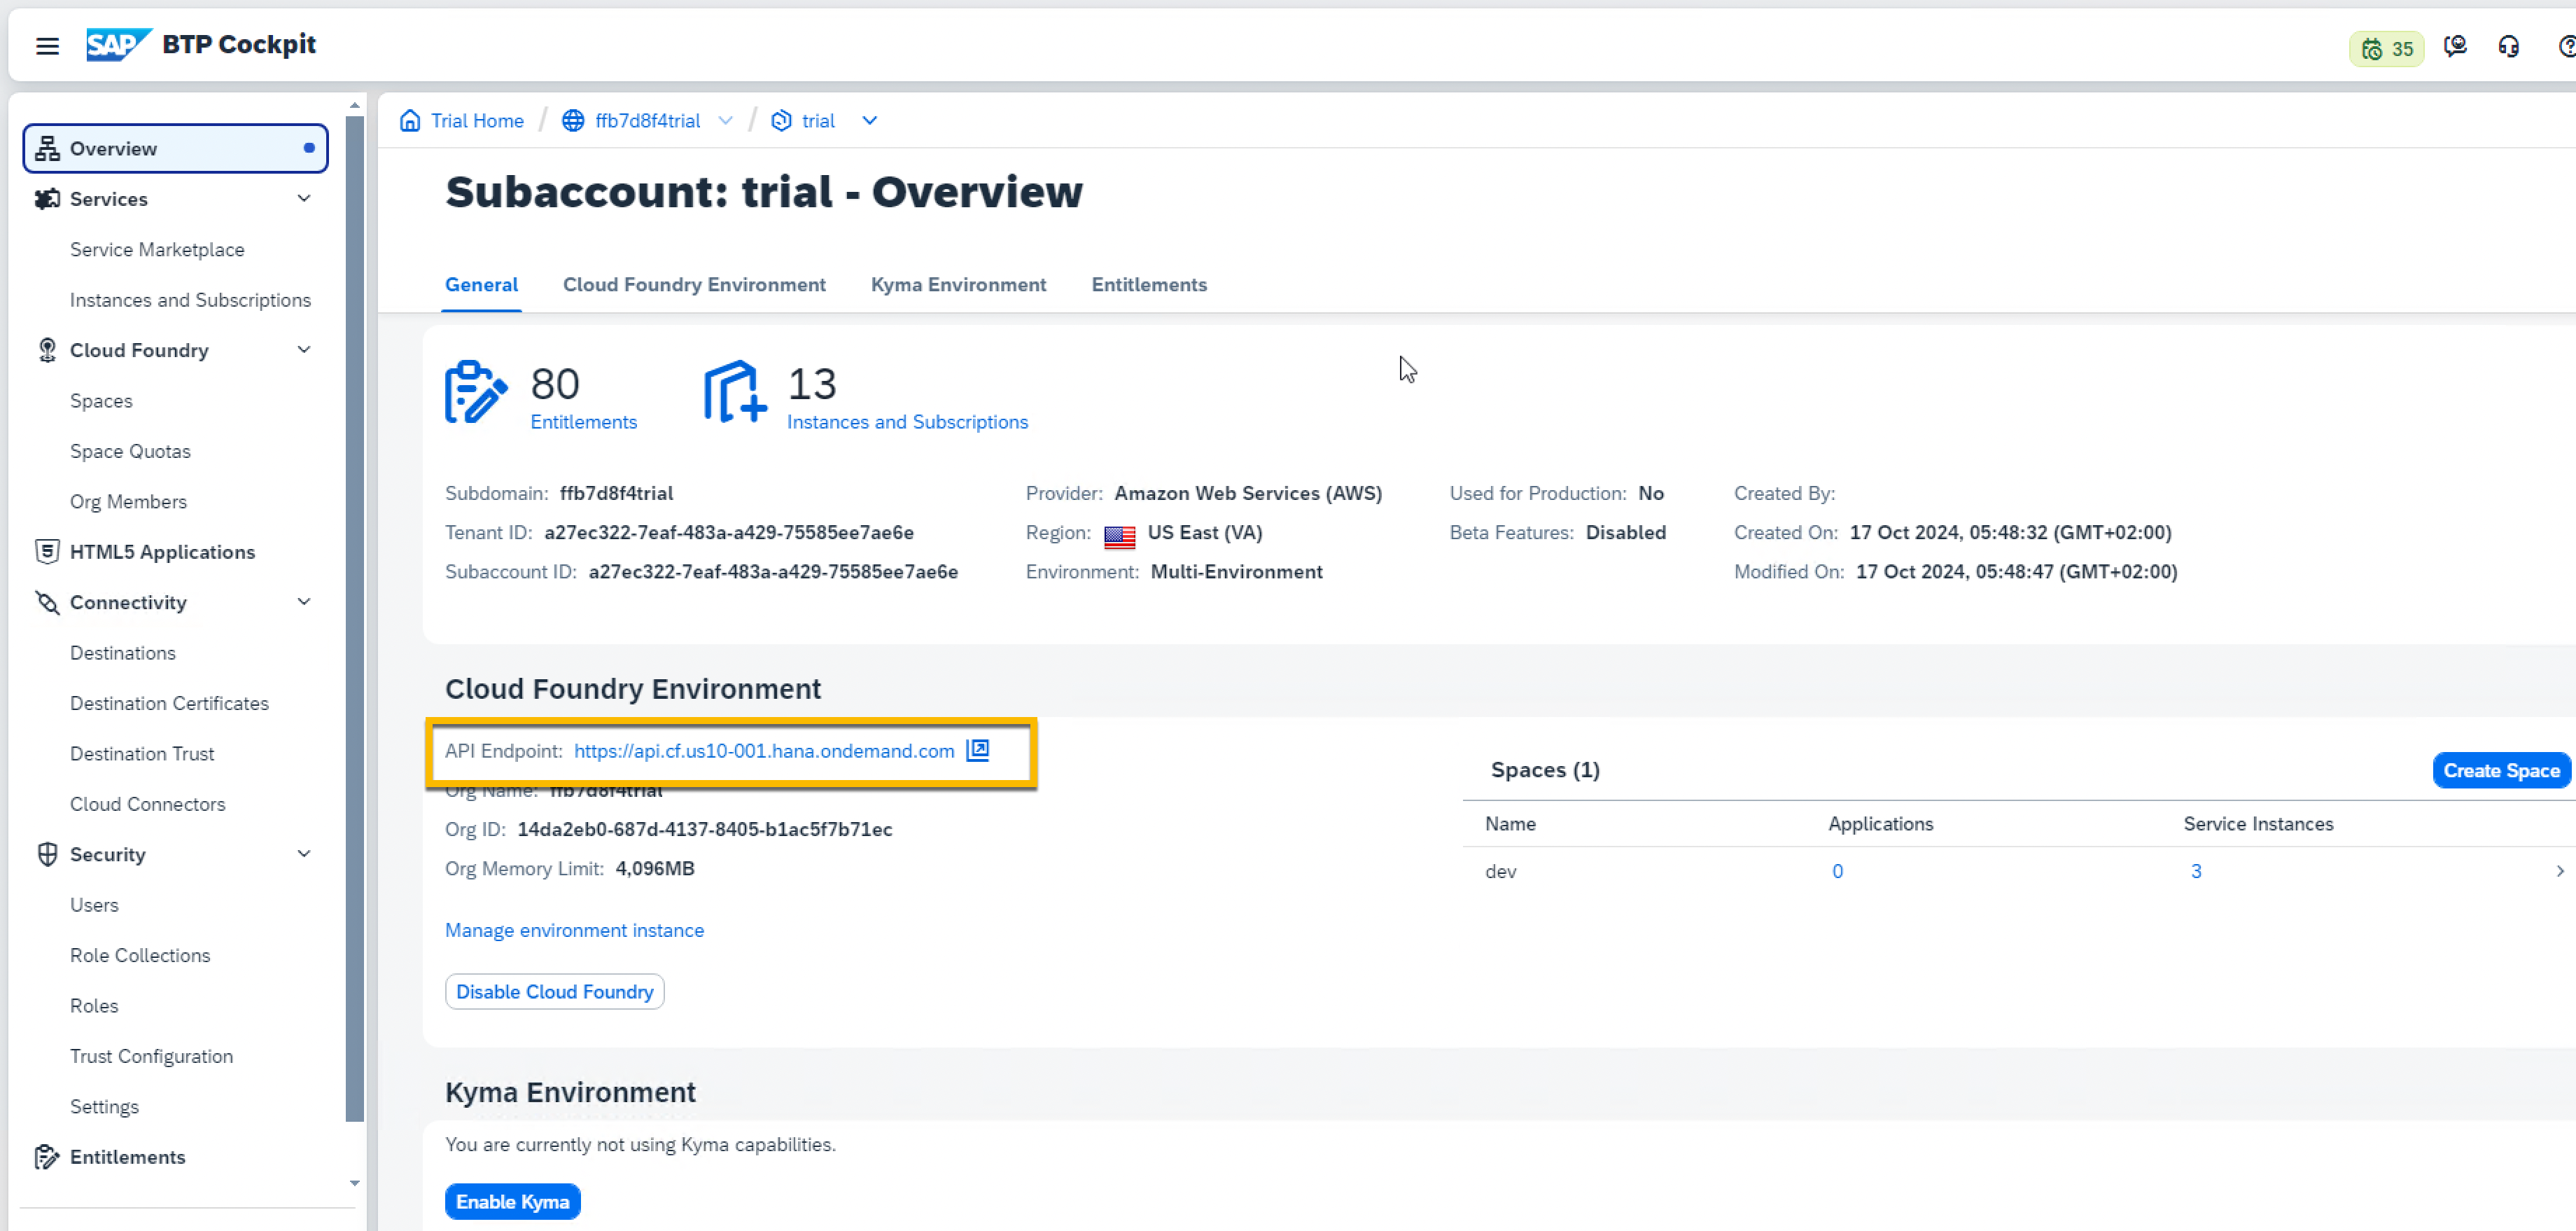 SAP BTP Cockpit
35
Trial Home / ffb7d8f4trial / trial
Overview
Services
Service Marketplace
Instances and Subscriptions
Cloud Foundry
Spaces
Space Quotas
Org Members
HTML5 Applications
Connectivity
Destinations
Destination Certificates
Destination Trust
Cloud Connectors
Security
Users
Role Collections
Roles
Trust Configuration
Settings
Entitlements
Subaccount: trial - Overview
General Cloud Foundry Environment Kyma Environment Entitlements
80
Entitlements
13
Instances and Subscriptions
Subdomain: ffb7d8f4trial
Tenant ID: a27ec322-7eaf-483a-a429-75585ee7ae6e
Subaccount ID: a27ec322-7eaf-483a-a429-75585ee7ae6e
Provider: Amazon Web Services (AWS)
Region: US East (VA)
Environment: Multi-Environment
Used for Production: No
Beta Features: Disabled
Created By:
Created On: 17 Oct 2024, 05:48:32 (GMT+02:00)
Modified On: 17 Oct 2024, 05:48:47 (GMT+02:00)
Cloud Foundry Environment
API Endpoint: https://api.cf.us10-001.hana.ondemand.com
Org Name: ffb7d8f4trial
Org ID: 14da2eb0-687d-4137-8405-b1ac5f7b71ec
Org Memory Limit: 4,096MB
Manage environment instance
Disable Cloud Foundry
Spaces (1)
Create Space
Name Applications Service Instances
dev 0 3
Kyma Environment
You are currently not using Kyma capabilities.
Enable Kyma